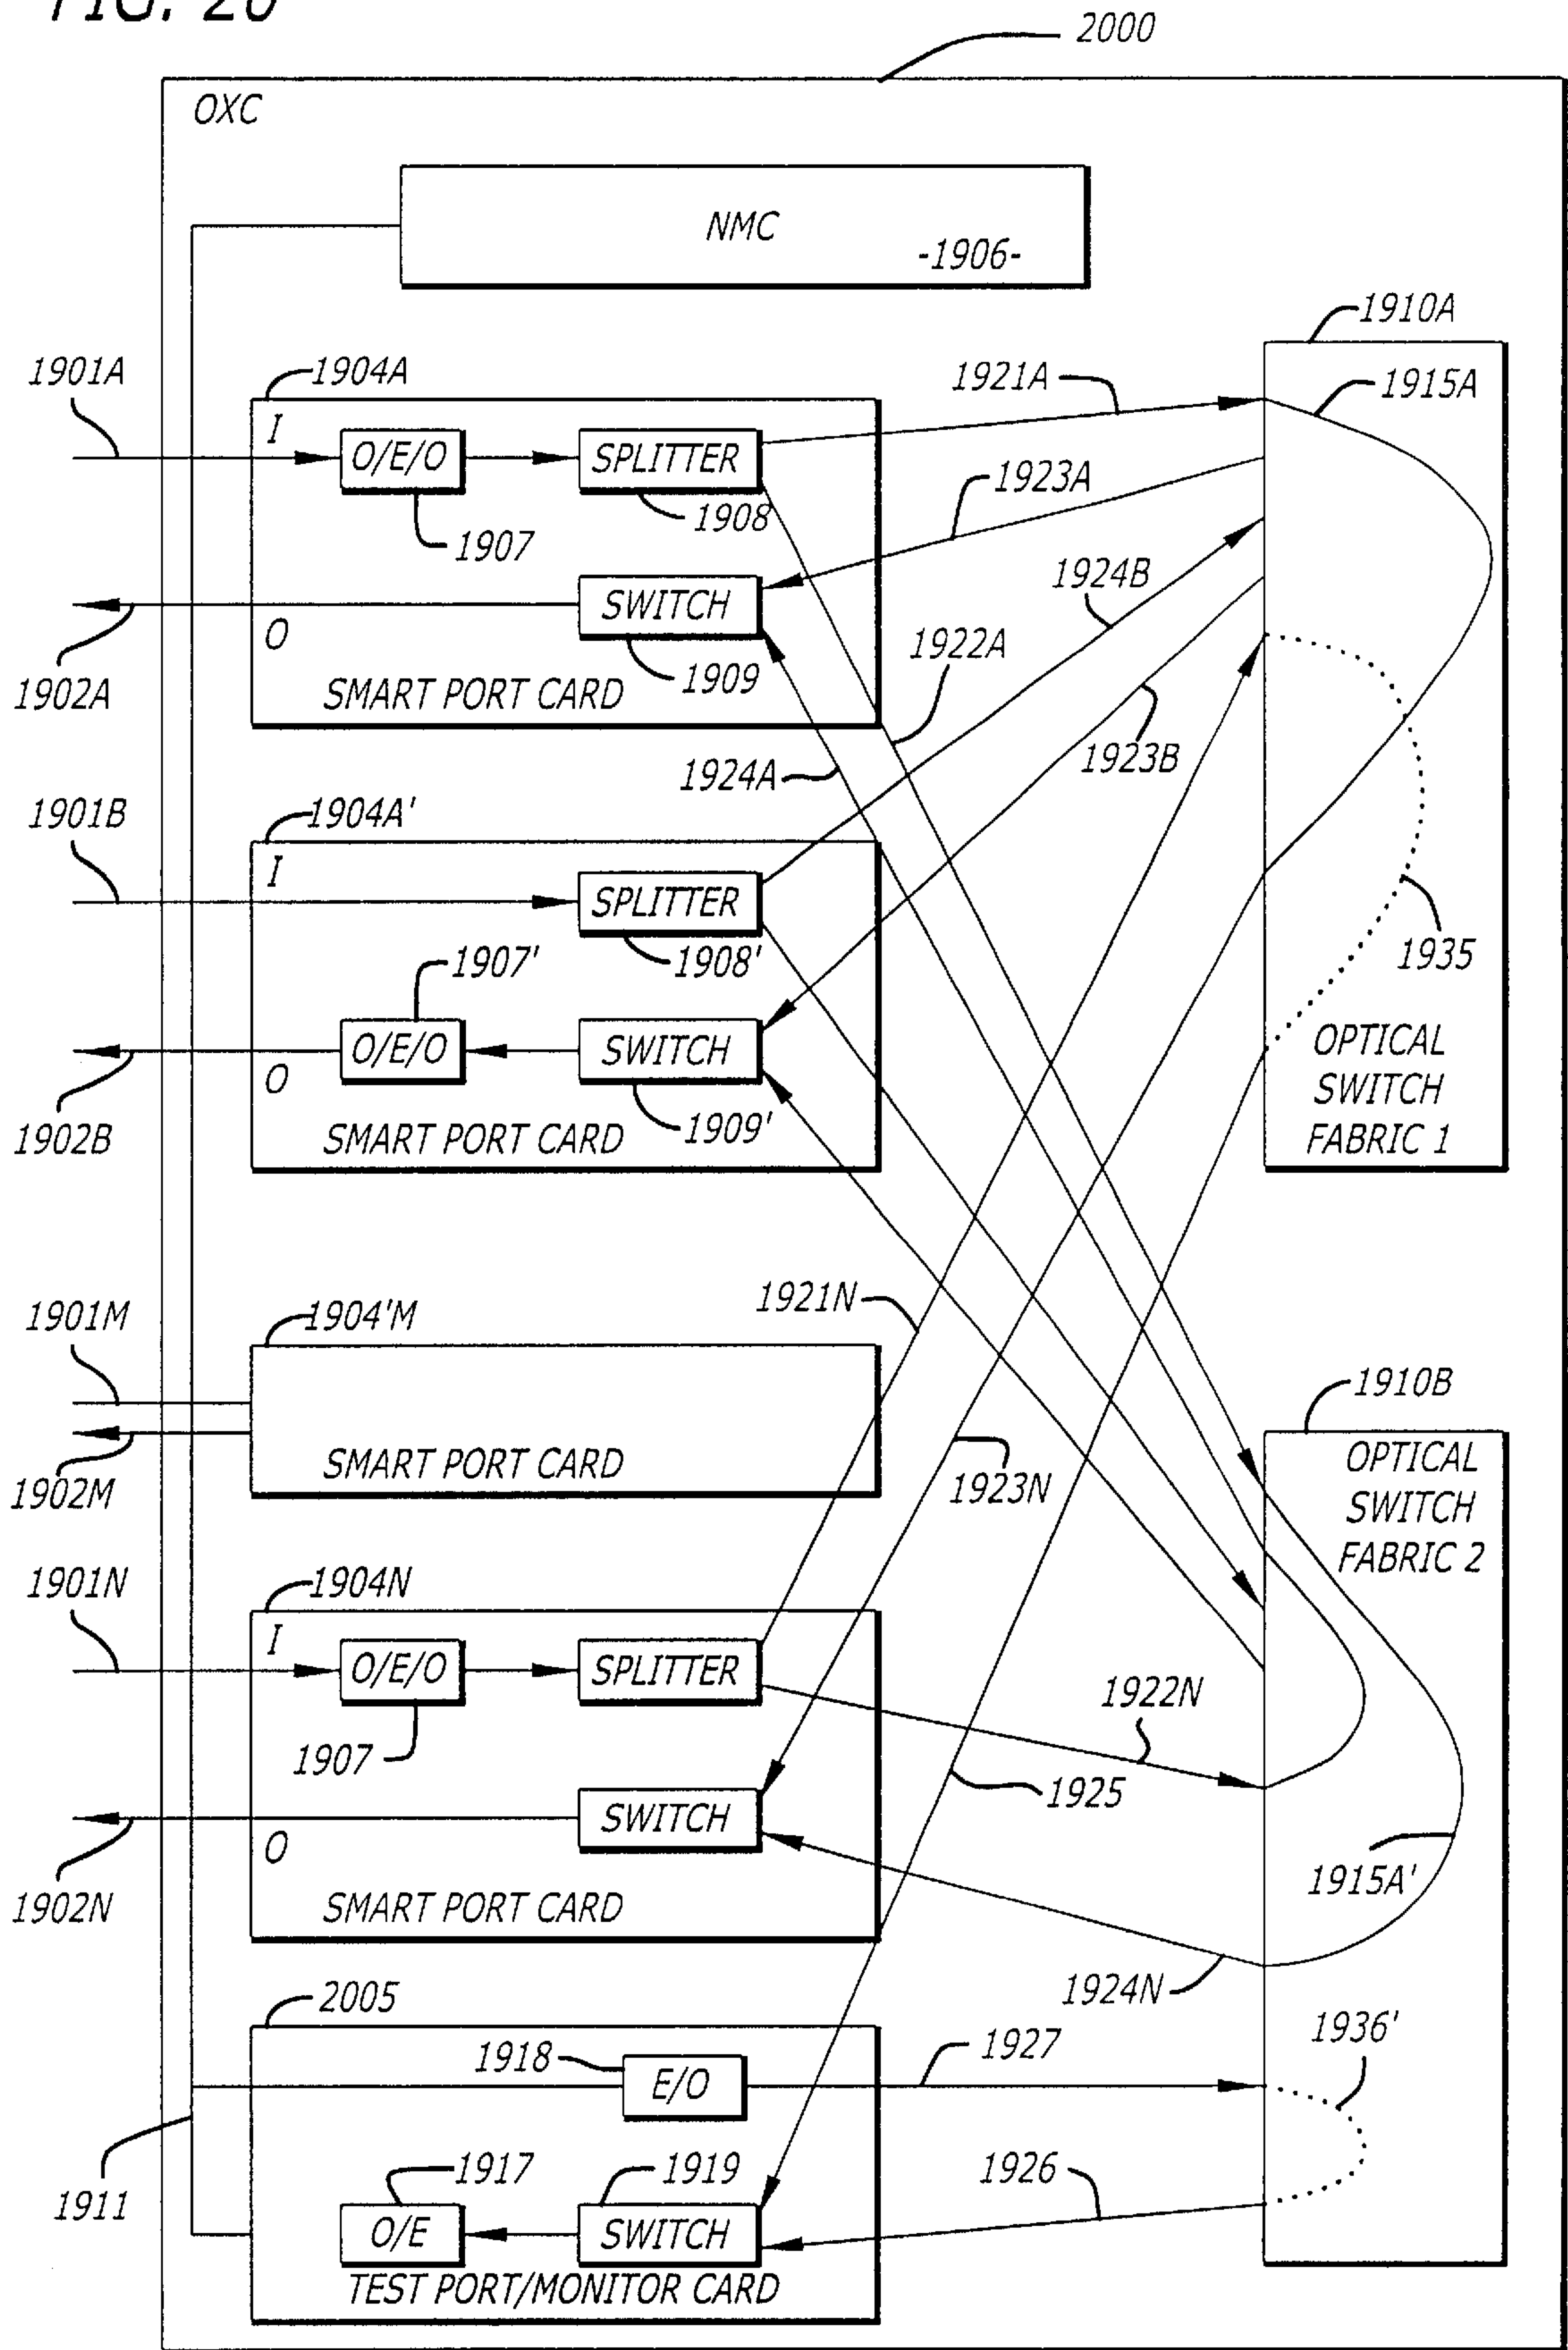 FIG. 20
2000
OXC
NMC
-1906-
1910A
1901A
1904A
1921A
1915A
I
O/E/O
SPLITTER
1923A
1908
1907
1924B
SWITCH
O
1922A
1902A
1909
SMART PORT CARD
1923B
1924A
1901B
1904A'
I
SPLITTER
1907'
1908'
1935
O/E/O
SWITCH
O
OPTICAL
SWITCH
FABRIC 1
1902B
1909'
SMART PORT CARD
1921N
1901M
1904'M
1910B
SMART PORT CARD
OPTICAL
SWITCH
FABRIC 2
1902M
1923N
1901N
1904N
I
O/E/O
SPLITTER
1922N
1907
1925
SWITCH
O
1915A'
1902N
SMART PORT CARD
1924N
2005
1936'
1918
1927
E/O
1917
1919
1926
1911
O/E
SWITCH
TEST PORT/MONITOR CARD